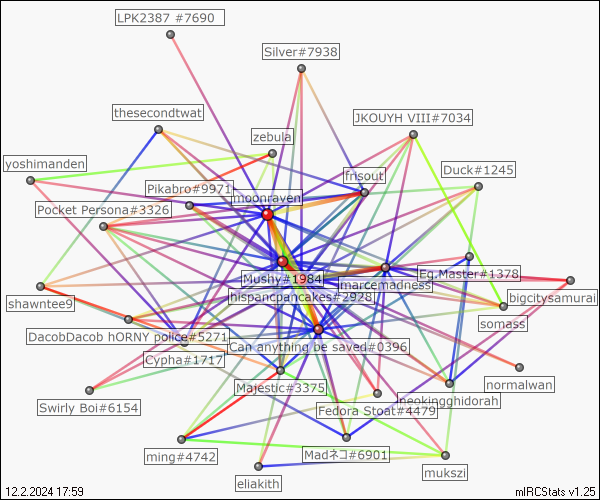 LPK2387 #7690
Silver#7938
thesecondtwat
JKOUYH VIII#7034
zebula
yoshimanden
frisout
Duck#1245
Pikabro#9971
moonraven
Pocket Persona#3326
Mushy#1984
Eg.Master#1378
marcemadness
hispancpancakes#2928
bigcitysamurai
shawntee9
somass
DacobDacob hORNY police#5271
Can anything be saved#0396
Cypha#1717
normalwan
Majestic#3375
neokingghidorah
Swirly Boi#6154
Fedora Stoat#4479
ming#4742
Madネコ#6901
mukszi
eliakith
12.2.2024 17:59
mIRCStats v1.25